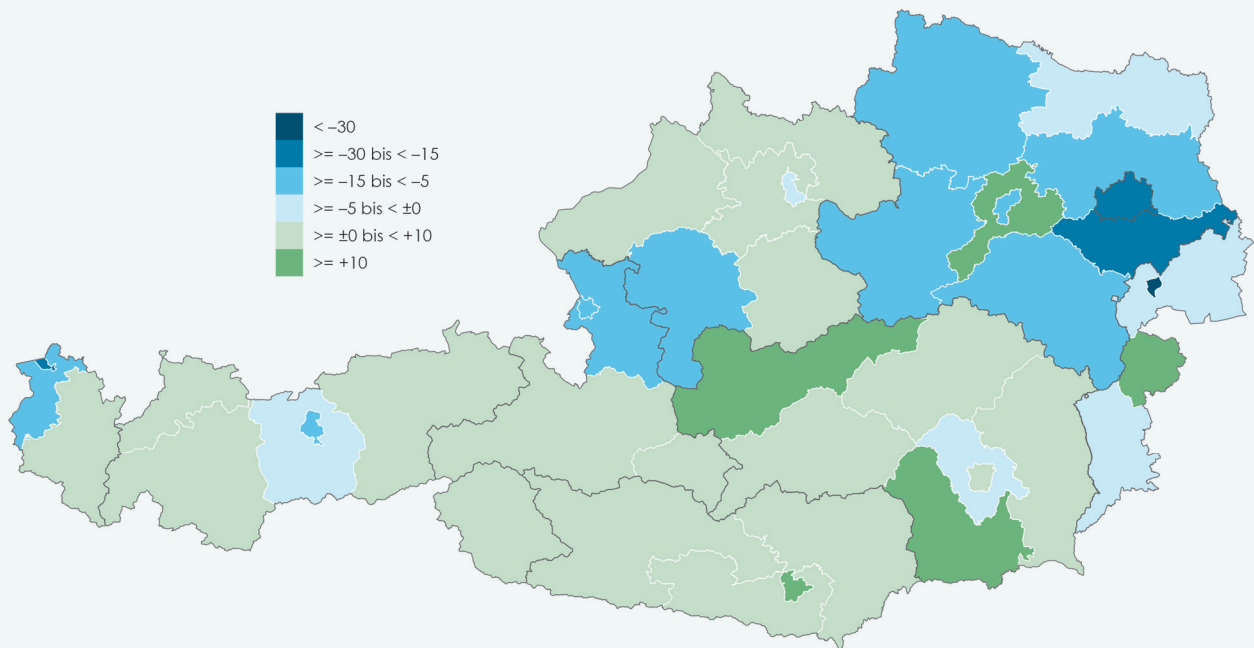 < –30
>= –30 bis < –15
>= –15 bis < –5
>= –5 bis < ±0
>= ±0 bis < +10
>= +10